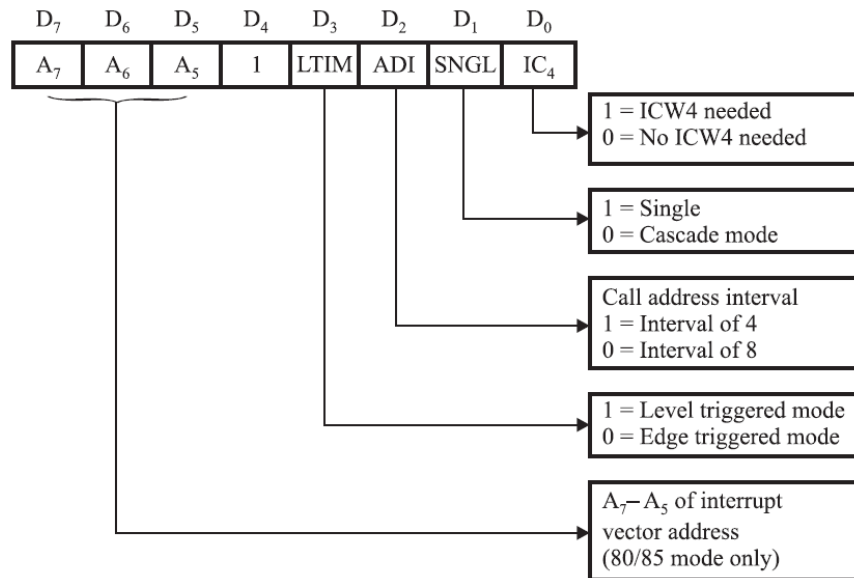 D₇ D₆ D₅ D₄ D₃ D₂ D₁ D₀
A₇ A₆ A₅ 1 LTIM ADI SNGL IC₄
1 = ICW4 needed
0 = No ICW4 needed
1 = Single
0 = Cascade mode
Call address interval
1 = Interval of 4
0 = Interval of 8
1 = Level triggered mode
0 = Edge triggered mode
A₇–A₅ of interrupt
vector address
(80/85 mode only)